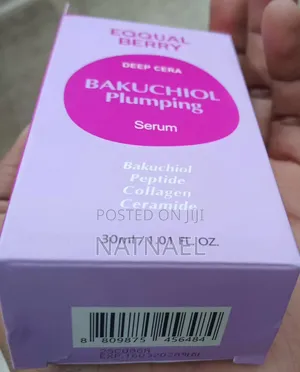 EQQUAL
BERRY
DEEP CERA
BAKUCHIOL
Plumping
Serum
Bakuchiol
Peptide
Collagen
Ceramide
POSTED ON JIJI
NATNAEL
30ml / 1.01 FL. OZ.
8 809875 456484